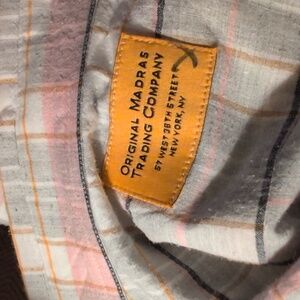 ORIGINAL MADRAS
TRADING COMPANY
57 WEST 38TH STREET
NEW YORK, NY